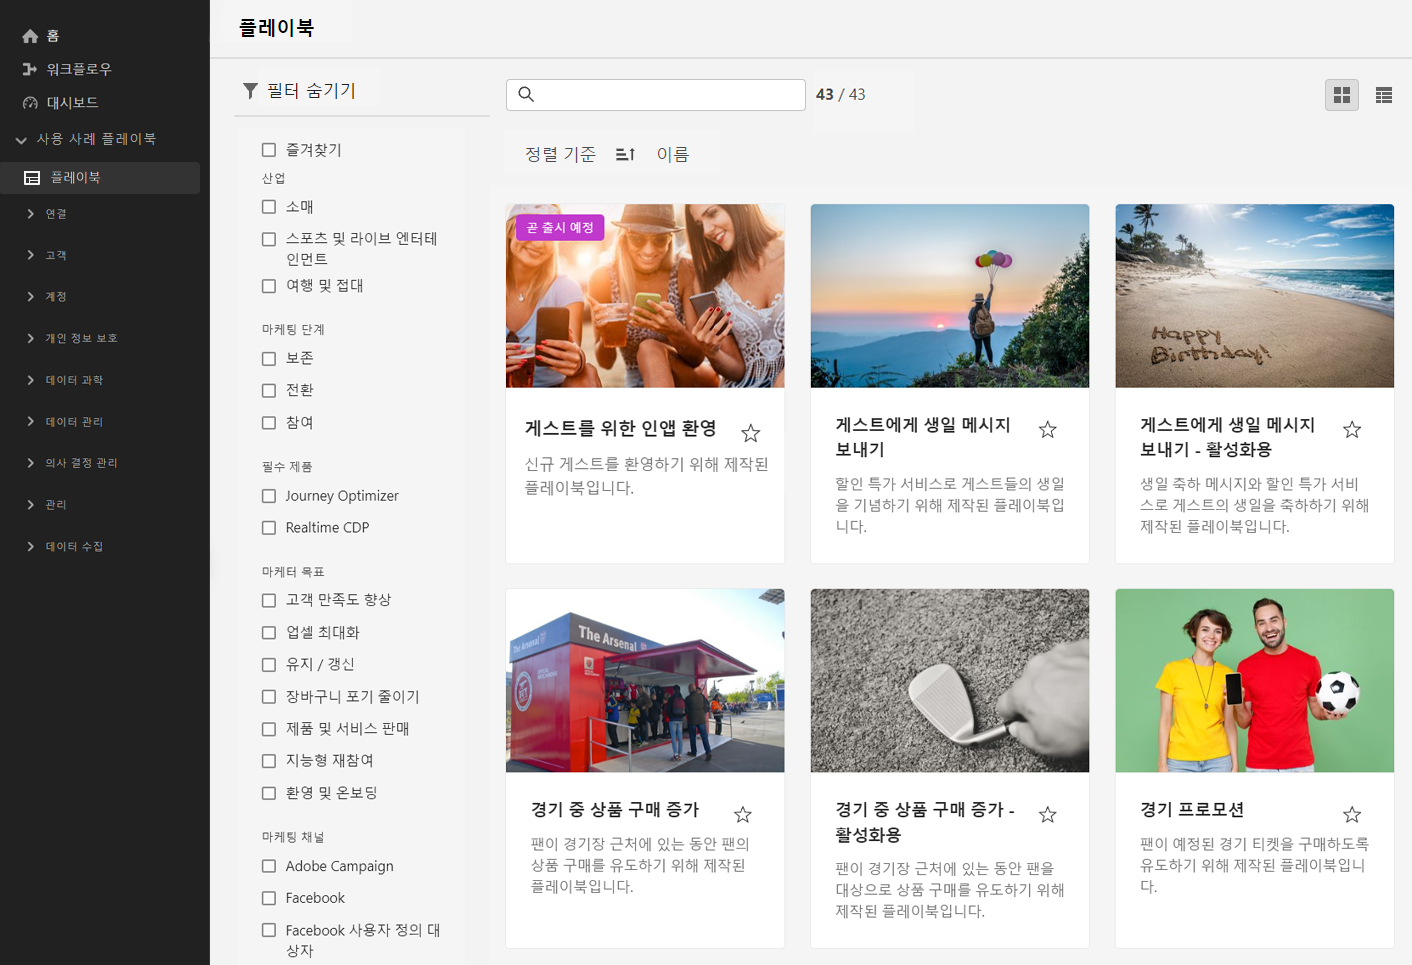 홈
워크플로우
대시보드
사용 사례 플레이북
플레이북
연결
고객
계정
개인 정보 보호
데이터 과학
데이터 관리
의사 결정 관리
관리
데이터 수집
플레이북
필터 숨기기
즐겨찾기
산업
소매
스포츠 및 라이브 엔터테
인먼트
여행 및 접대
마케팅 단계
보존
전환
참여
필수 제품
Journey Optimizer
Realtime CDP
마케터 목표
고객 만족도 향상
업셀 최대화
유지 / 갱신
장바구니 포기 줄이기
제품 및 서비스 판매
지능형 재참여
환영 및 온보딩
마케팅 채널
Adobe Campaign
Facebook
Facebook 사용자 정의 대
상자
43 / 43
정렬 기준 이름
곧 출시 예정
게스트를 위한 인앱 환영
신규 게스트를 환영하기 위해 제작된
플레이북입니다.
게스트에게 생일 메시지
보내기
할인 특가 서비스로 게스트들의 생일
을 기념하기 위해 제작된 플레이북입
니다.
Happy
Birthday!
게스트에게 생일 메시지
보내기 - 활성화용
생일 축하 메시지와 할인 특가 서비
스로 게스트의 생일을 축하하기 위해
제작된 플레이북입니다.
The Arsenal
The Arsenal
경기 중 상품 구매 증가
팬이 경기장 근처에 있는 동안 팬의
상품 구매를 유도하기 위해 제작된
플레이북입니다.
경기 중 상품 구매 증가 -
활성화용
팬이 경기장 근처에 있는 동안 팬을
대상으로 상품 구매를 유도하기 위해
제작된 플레이북입니다.
경기 프로모션
팬이 예정된 경기 티켓을 구매하도록
유도하기 위해 제작된 플레이북입니
다.